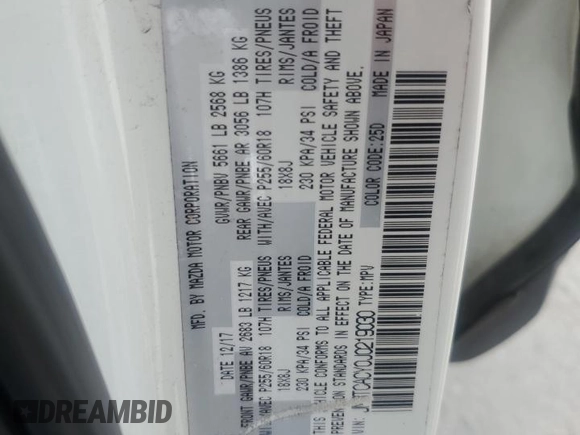 MFD. BY MAZDA MOTOR CORPORATION
DATE 12/17 GVWR/PNBV 5661 LB 2568 KG
FRONT GAWR/PNBE AV 2683 LB 1217 KG REAR GAWR/PNBE AR 3056 LB 1386 KG
WITH/AVEC P255/60R18 107H TIRES/PNEUS WITH/AVEC P255/60R18 107H TIRES/PNEUS
18X8J RIMS/JANTES 18X8J RIMS/JANTES
230 KPA/34 PSI COLD/A FROID 230 KPA/34 PSI COLD/A FROID
THIS VEHICLE CONFORMS TO ALL APPLICABLE FEDERAL MOTOR VEHICLE SAFETY AND THEFT
PREVENTION STANDARDS IN EFFECT ON THE DATE OF MANUFACTURE SHOWN ABOVE.
VIN: TYPE:MPV COLOR CODE:25D MADE IN JAPAN
EPICBID